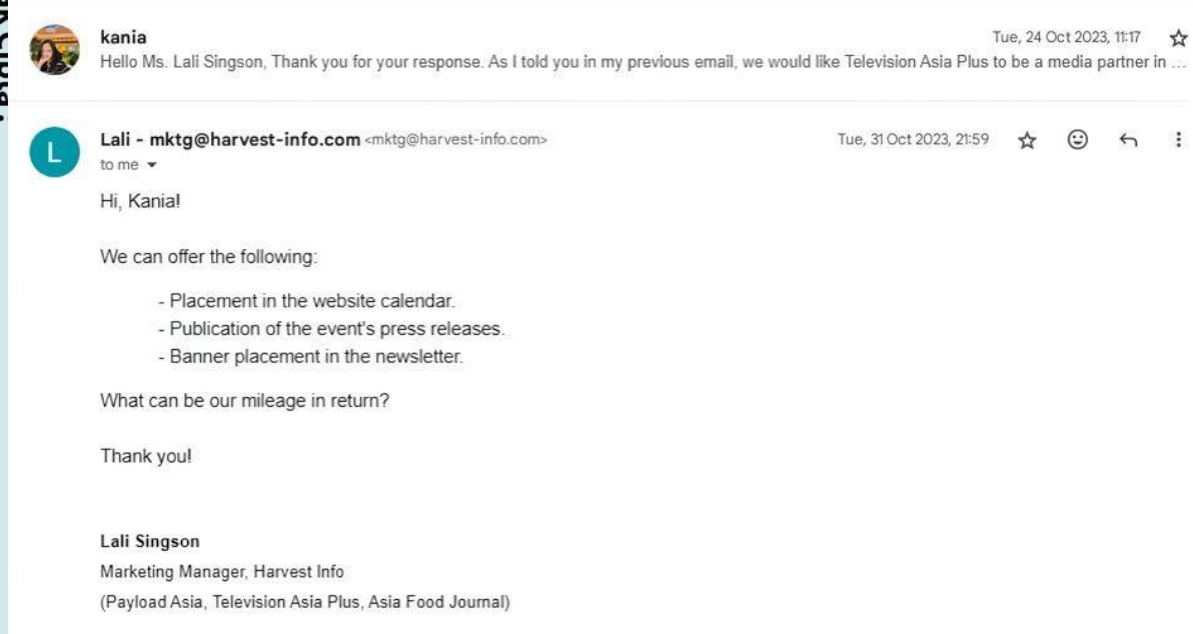 kania
Tue, 24 Oct 2023, 11:17
Hello Ms. Lali Singson, Thank you for your response. As I told you in my previous email, we would like Television Asia Plus to be a media partner in ...
L
Lali - mktg@harvest-info.com <mktg@harvest-info.com>
Tue, 31 Oct 2023, 21:59
to me
Hi, Kania!
We can offer the following:
- Placement in the website calendar.
- Publication of the event's press releases.
- Banner placement in the newsletter.
What can be our mileage in return?
Thank you!
Lali Singson
Marketing Manager, Harvest Info
(Payload Asia, Television Asia Plus, Asia Food Journal)